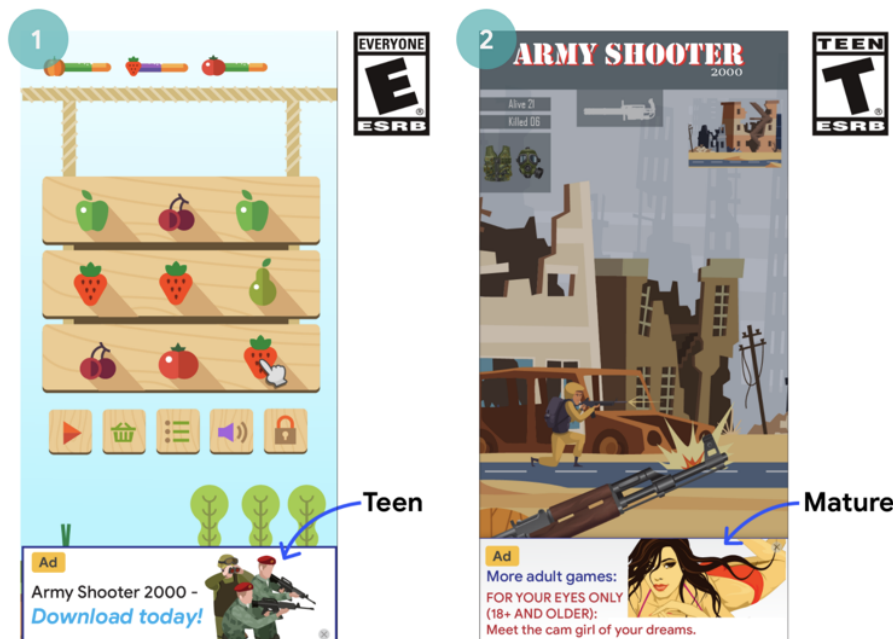 1
EVERYONE
E
®
ESRB
Teen
Ad
Army Shooter 2000 -
Download today!
2
ARMY SHOOTER
2000
TEEN
T
®
ESRB
Alive 21
Killed 06
Mature
Ad
More adult games:
FOR YOUR EYES ONLY
(18+ AND OLDER):
Meet the cam girl of your dreams.